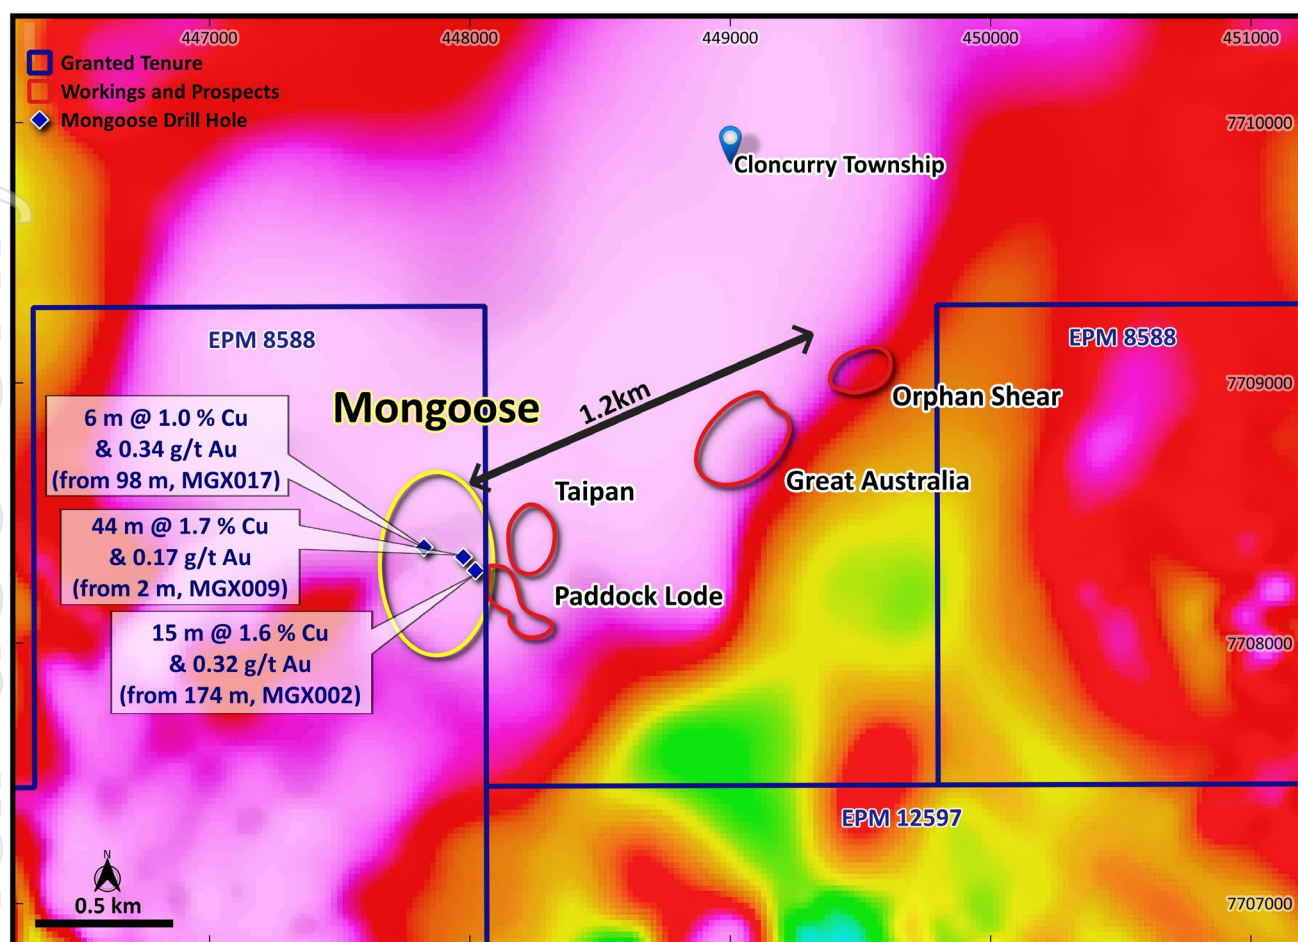 447000 448000 449000 450000 451000
Granted Tenure
Workings and Prospects
Mongoose Drill Hole
7710000
Cloncurry Township
EPM 8588
EPM 8588
7709000
1.2km
Orphan Shear
Mongoose
6 m @ 1.0 % Cu
& 0.34 g/t Au
(from 98 m, MGX017)
Great Australia
Taipan
44 m @ 1.7 % Cu
& 0.17 g/t Au
(from 2 m, MGX009)
Paddock Lode
15 m @ 1.6 % Cu
& 0.32 g/t Au
(from 174 m, MGX002)
7708000
EPM 12597
N
0.5 km
7707000